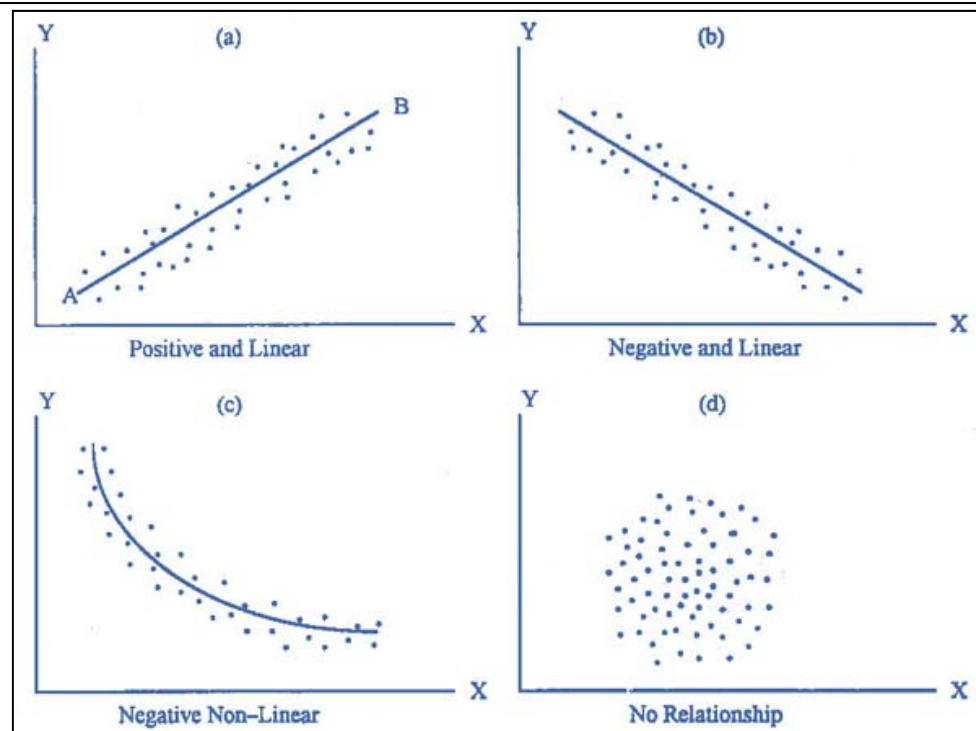 Y
(a)
B
A
X
Positive and Linear
Y
(b)
X
Negative and Linear
Y
(c)
X
Negative Non–Linear
Y
(d)
X
No Relationship